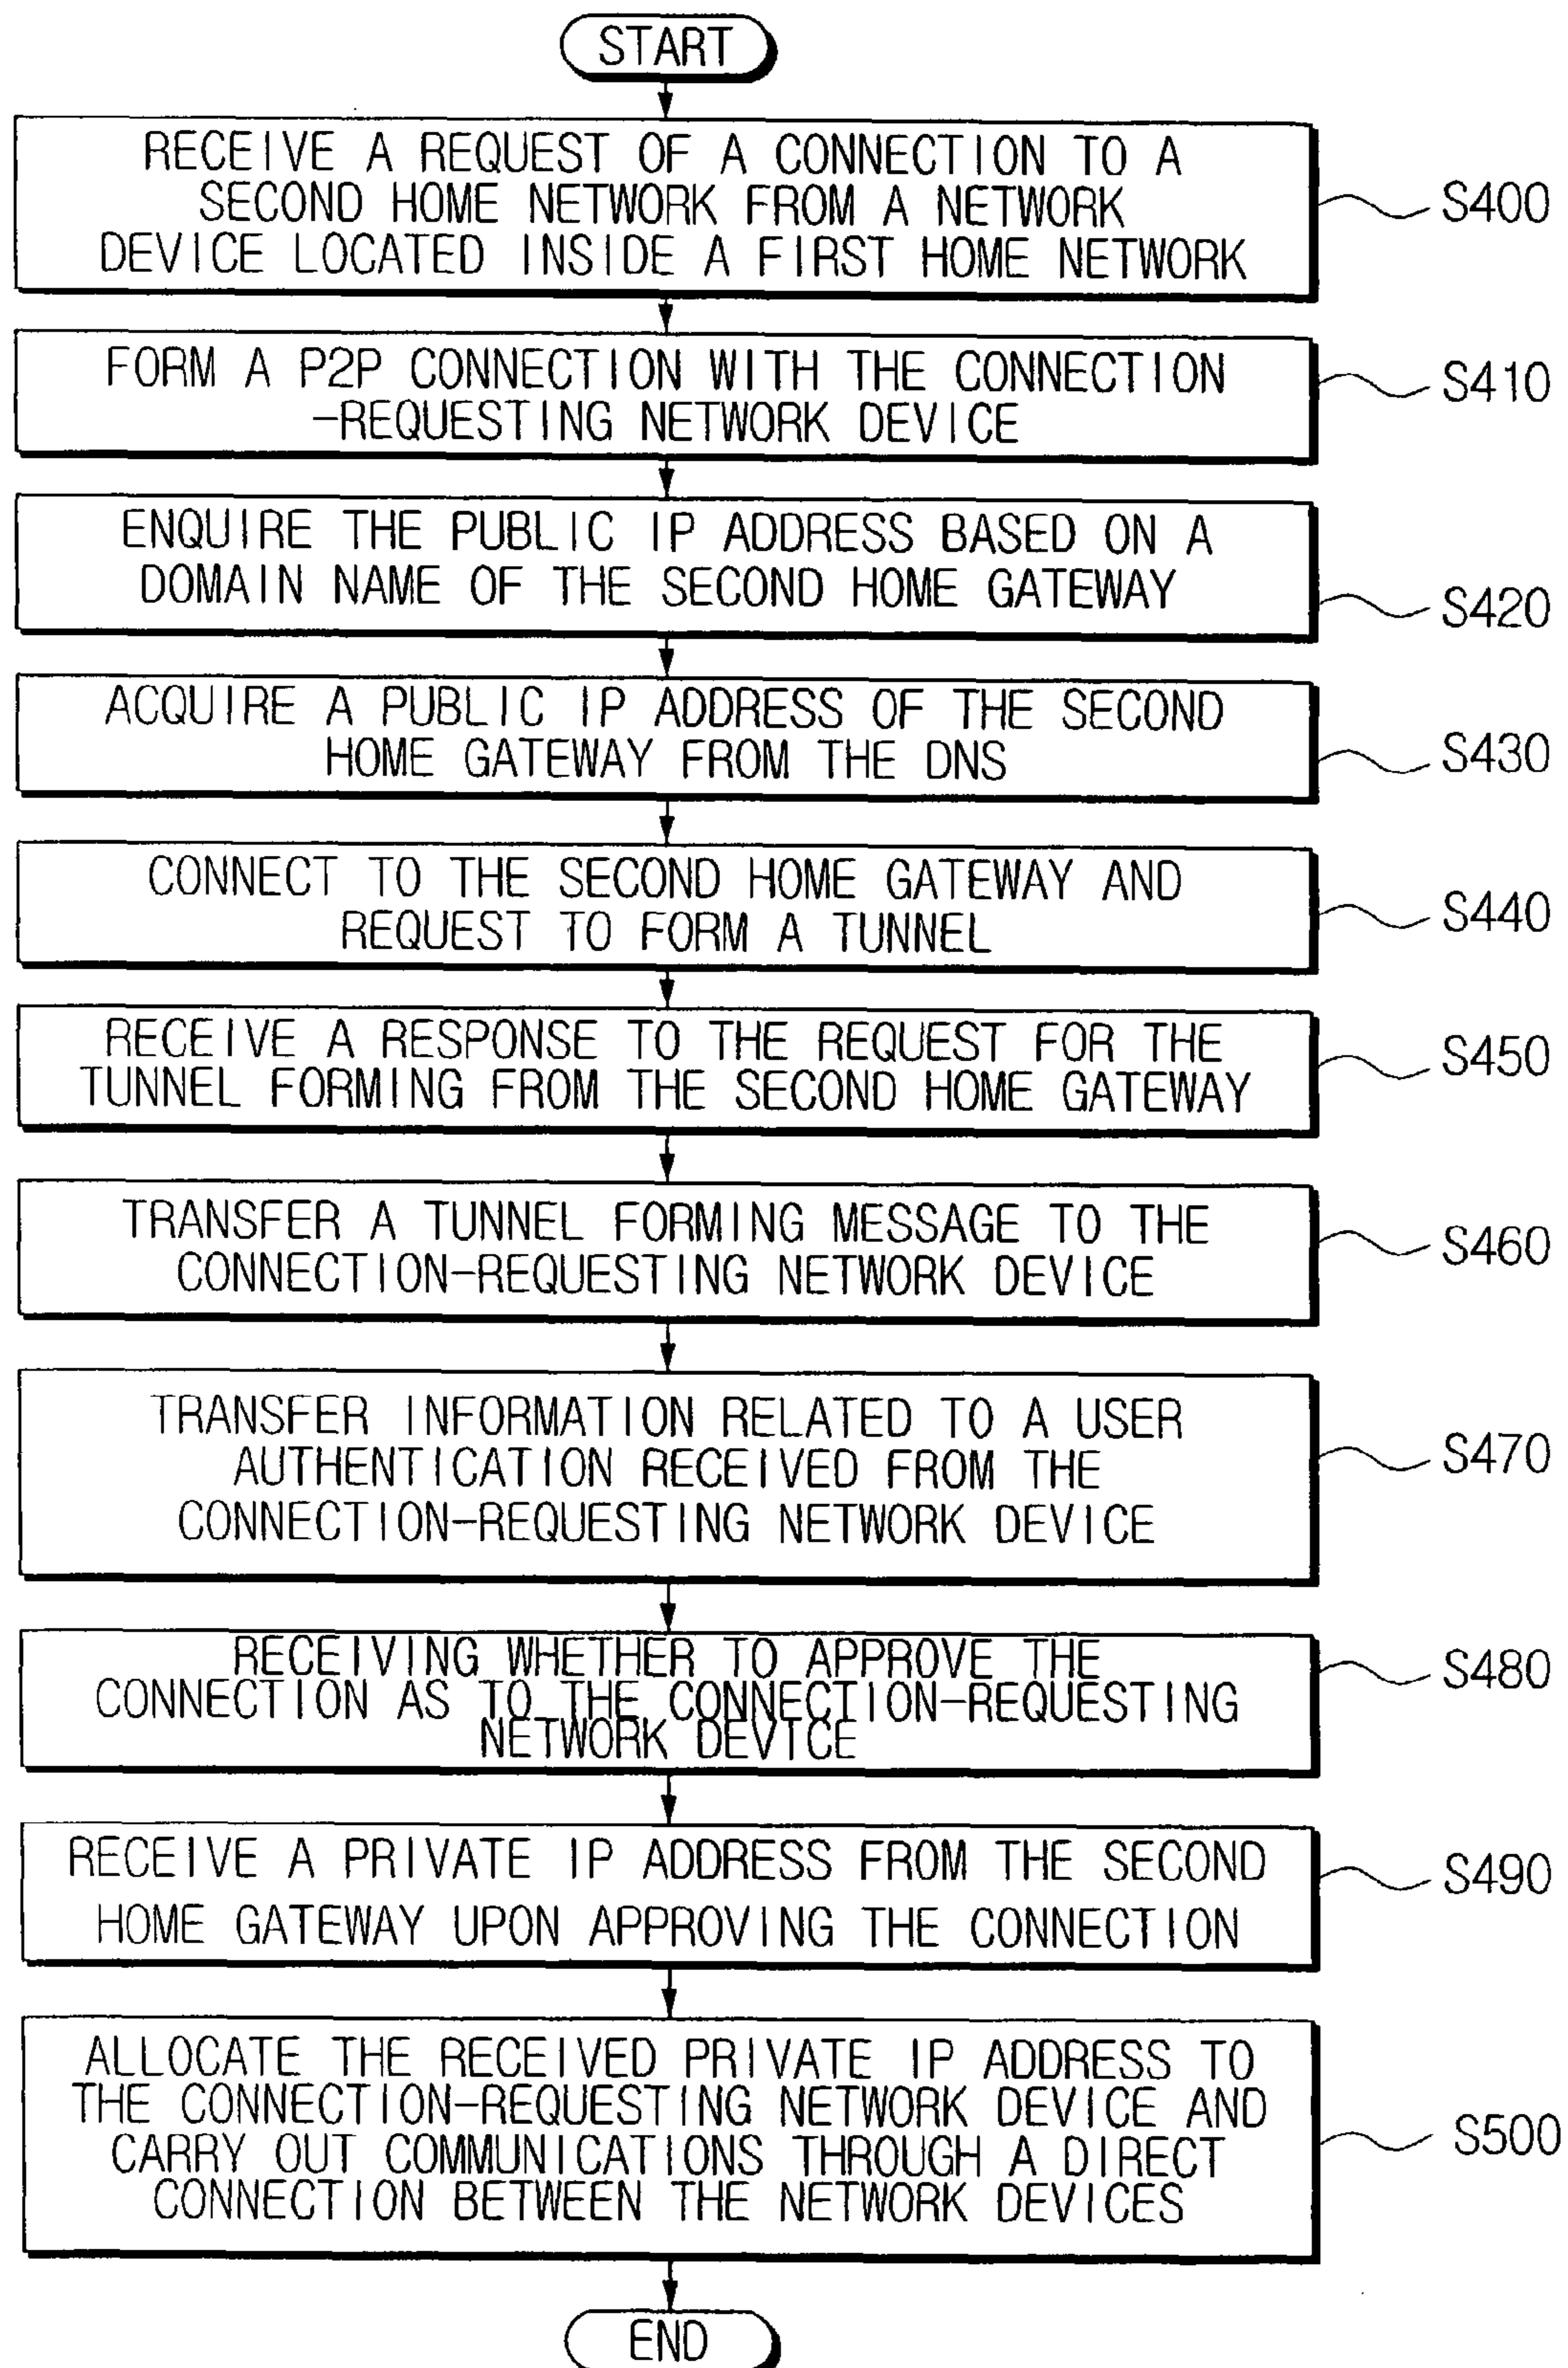 START
RECEIVE A REQUEST OF A CONNECTION TO A
SECOND HOME NETWORK FROM A NETWORK
DEVICE LOCATED INSIDE A FIRST HOME NETWORK
S400
FORM A P2P CONNECTION WITH THE CONNECTION
-REQUESTING NETWORK DEVICE
S410
ENQUIRE THE PUBLIC IP ADDRESS BASED ON A
DOMAIN NAME OF THE SECOND HOME GATEWAY
S420
ACQUIRE A PUBLIC IP ADDRESS OF THE SECOND
HOME GATEWAY FROM THE DNS
S430
CONNECT TO THE SECOND HOME GATEWAY AND
REQUEST TO FORM A TUNNEL
S440
RECEIVE A RESPONSE TO THE REQUEST FOR THE
TUNNEL FORMING FROM THE SECOND HOME GATEWAY
S450
TRANSFER A TUNNEL FORMING MESSAGE TO THE
CONNECTION-REQUESTING NETWORK DEVICE
S460
TRANSFER INFORMATION RELATED TO A USER
AUTHENTICATION RECEIVED FROM THE
CONNECTION-REQUESTING NETWORK DEVICE
S470
RECEIVING WHETHER TO APPROVE THE
CONNECTION AS TO THE CONNECTION-REQUESTING
NETWORK DEVICE
S480
RECEIVE A PRIVATE IP ADDRESS FROM THE SECOND
HOME GATEWAY UPON APPROVING THE CONNECTION
S490
ALLOCATE THE RECEIVED PRIVATE IP ADDRESS TO
THE CONNECTION-REQUESTING NETWORK DEVICE AND
CARRY OUT COMMUNICATIONS THROUGH A DIRECT
CONNECTION BETWEEN THE NETWORK DEVICES
S500
END